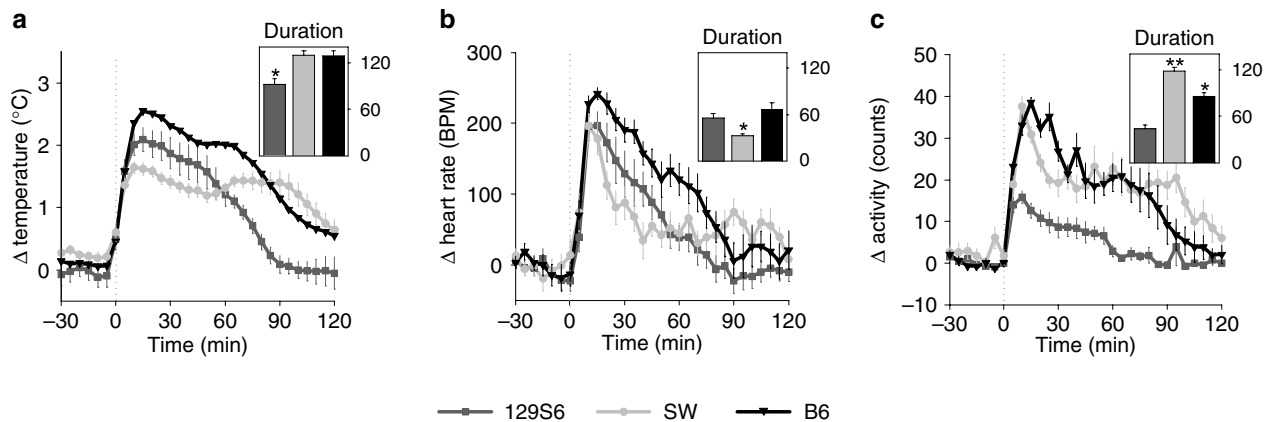 a
Duration
*
120
60
0
3
2
1
0
Δ temperature (°C)
–30 0 30 60 90 120
Time (min)
b
Duration
*
120
60
0
300
200
100
0
Δ heart rate (BPM)
–30 0 30 60 90 120
Time (min)
c
Duration
**
*
120
60
0
50
40
30
20
10
0
–10
Δ activity (counts)
–30 0 30 60 90 120
Time (min)
129S6 SW B6